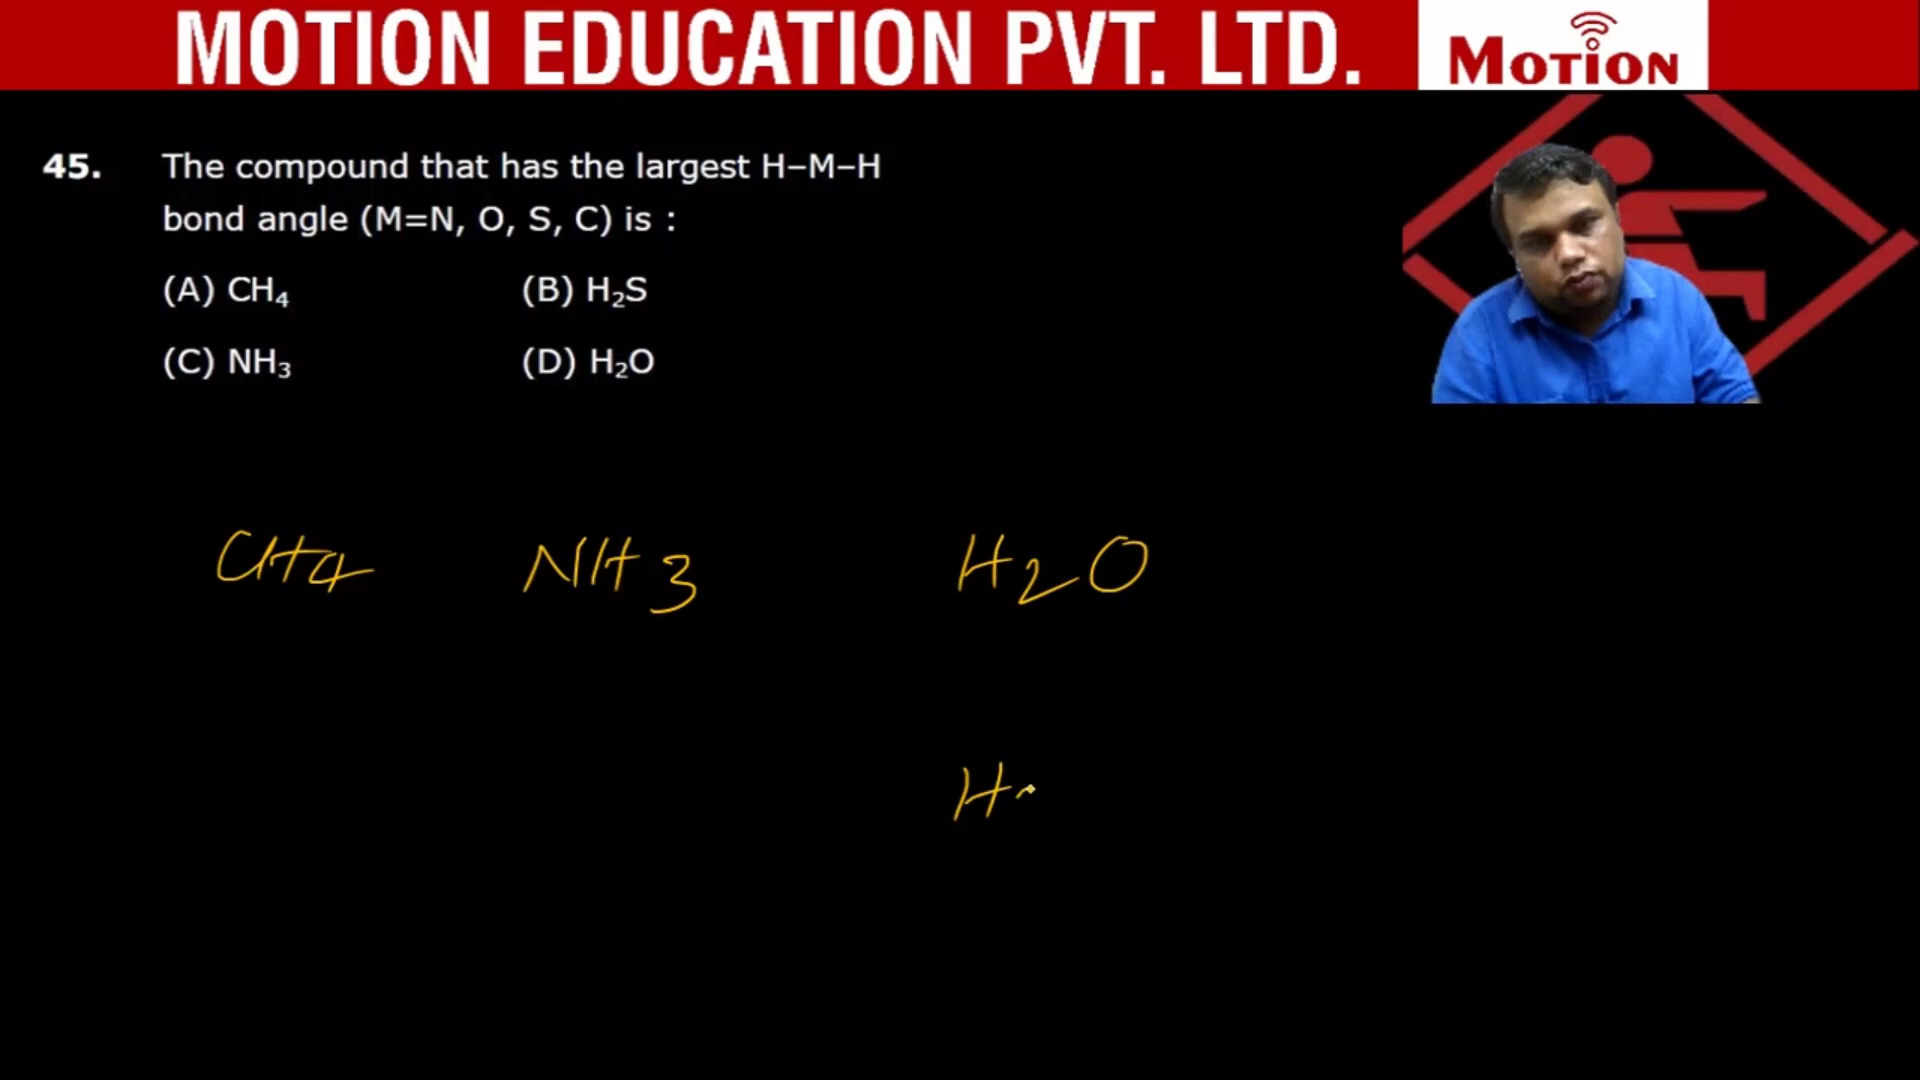 MOTION EDUCATION PVT. LTD. MOTION
45. The compound that has the largest H–M–H
bond angle (M=N, O, S, C) is :
(A) CH₄ (B) H₂S
(C) NH₃ (D) H₂O
CH4 NH3 H2O
H